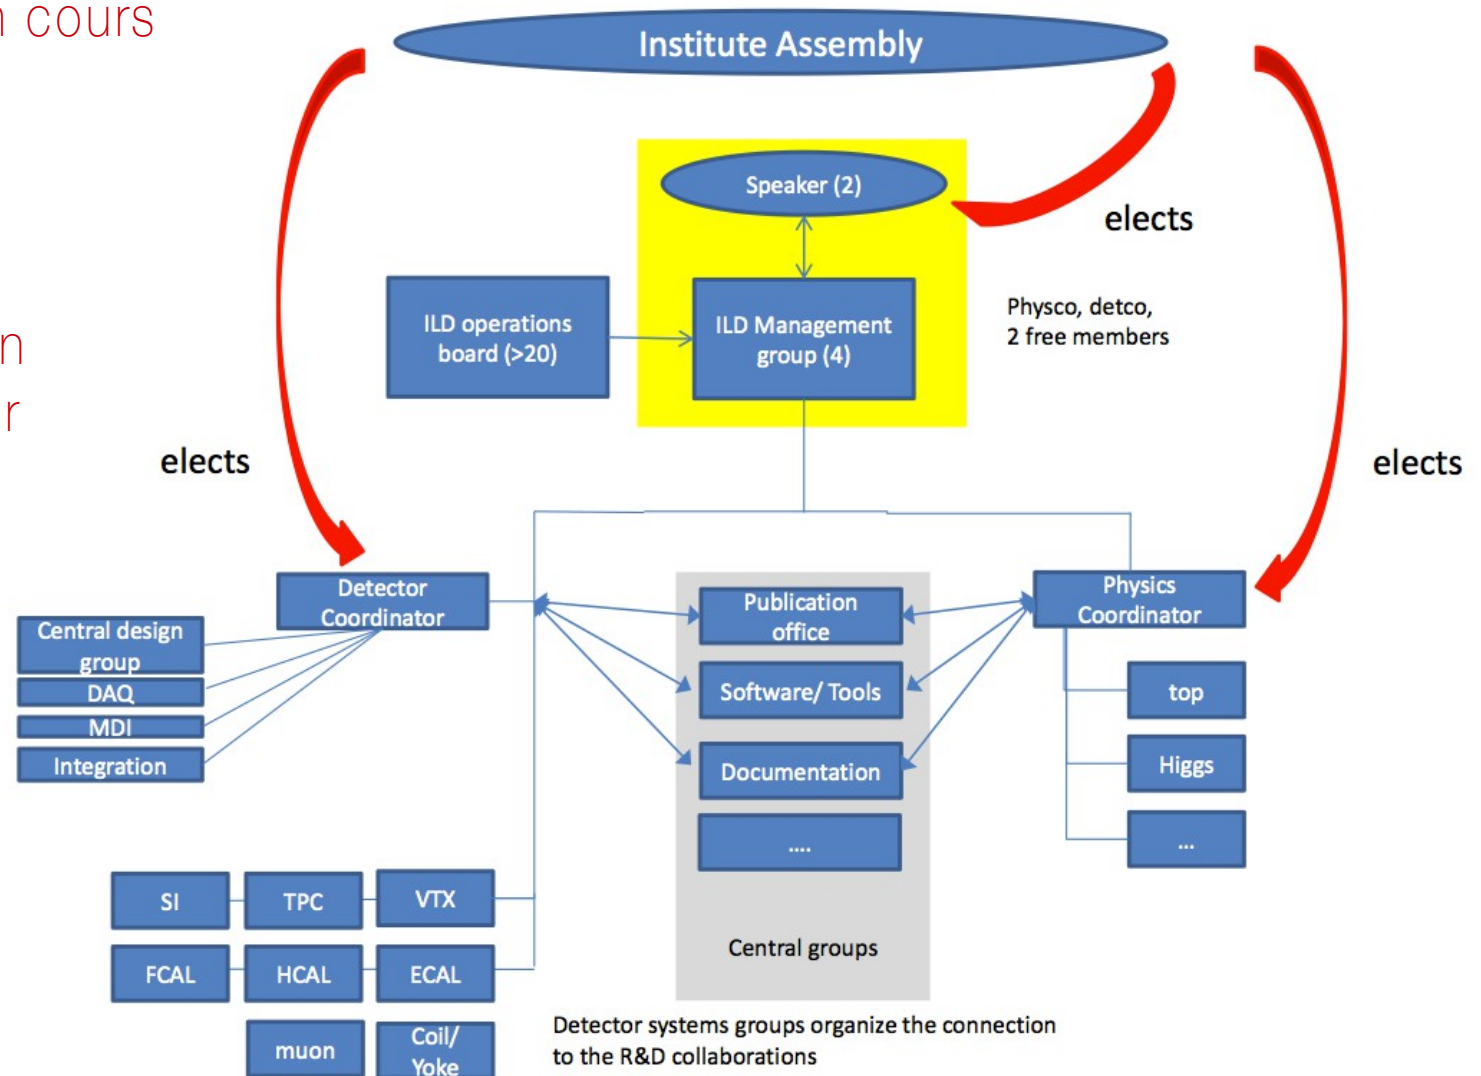 n cours
Institute Assembly
Speaker (2)
elects
ILD operations
board (>20)
ILD Management
group (4)
Physco, detco,
2 free members
n
r
elects
elects
Detector
Coordinator
Physics
Coordinator
Central design
group
DAQ
MDI
Integration
Publication
office
Software/ Tools
Documentation
....
top
Higgs
...
SI
TPC
VTX
FCAL
HCAL
ECAL
muon
Coil/
Yoke
Central groups
Detector systems groups organize the connection
to the R&D collaborations